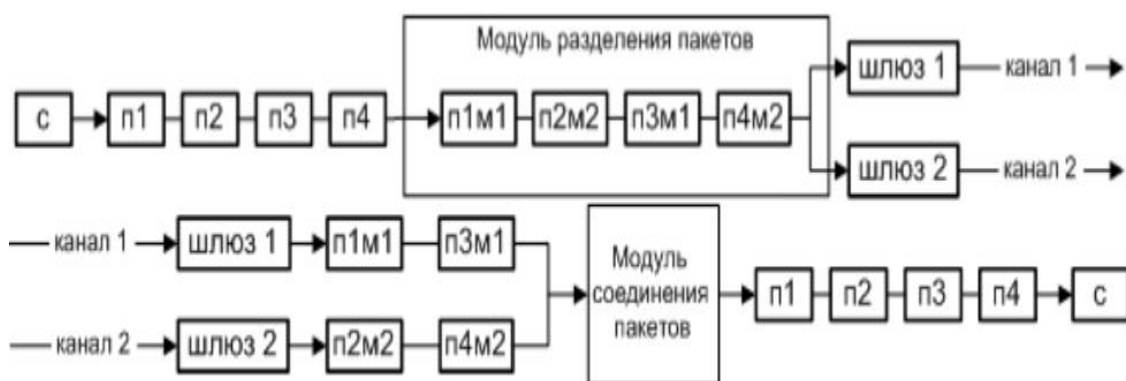 Модуль разделения пакетов
с п1 п2 п3 п4 п1м1 п2м2 п3м1 п4м2 шлюз 1 канал 1
шлюз 2 канал 2
канал 1 шлюз 1 п1м1 п3м1
Модуль
соединения
пакетов
п1 п2 п3 п4 с
канал 2 шлюз 2 п2м2 п4м2